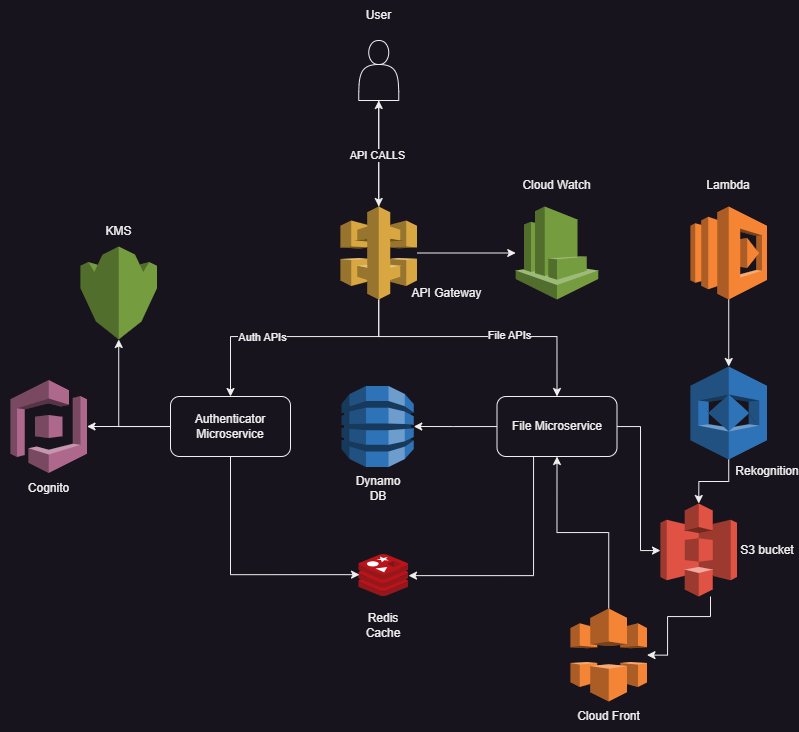 User
API CALLS
Cloud Watch
Lambda
KMS
API Gateway
Auth APIs
File APIs
Authenticator
Microservice
File Microservice
Rekognition
Cognito
Dynamo
DB
S3 bucket
Redis
Cache
Cloud Front